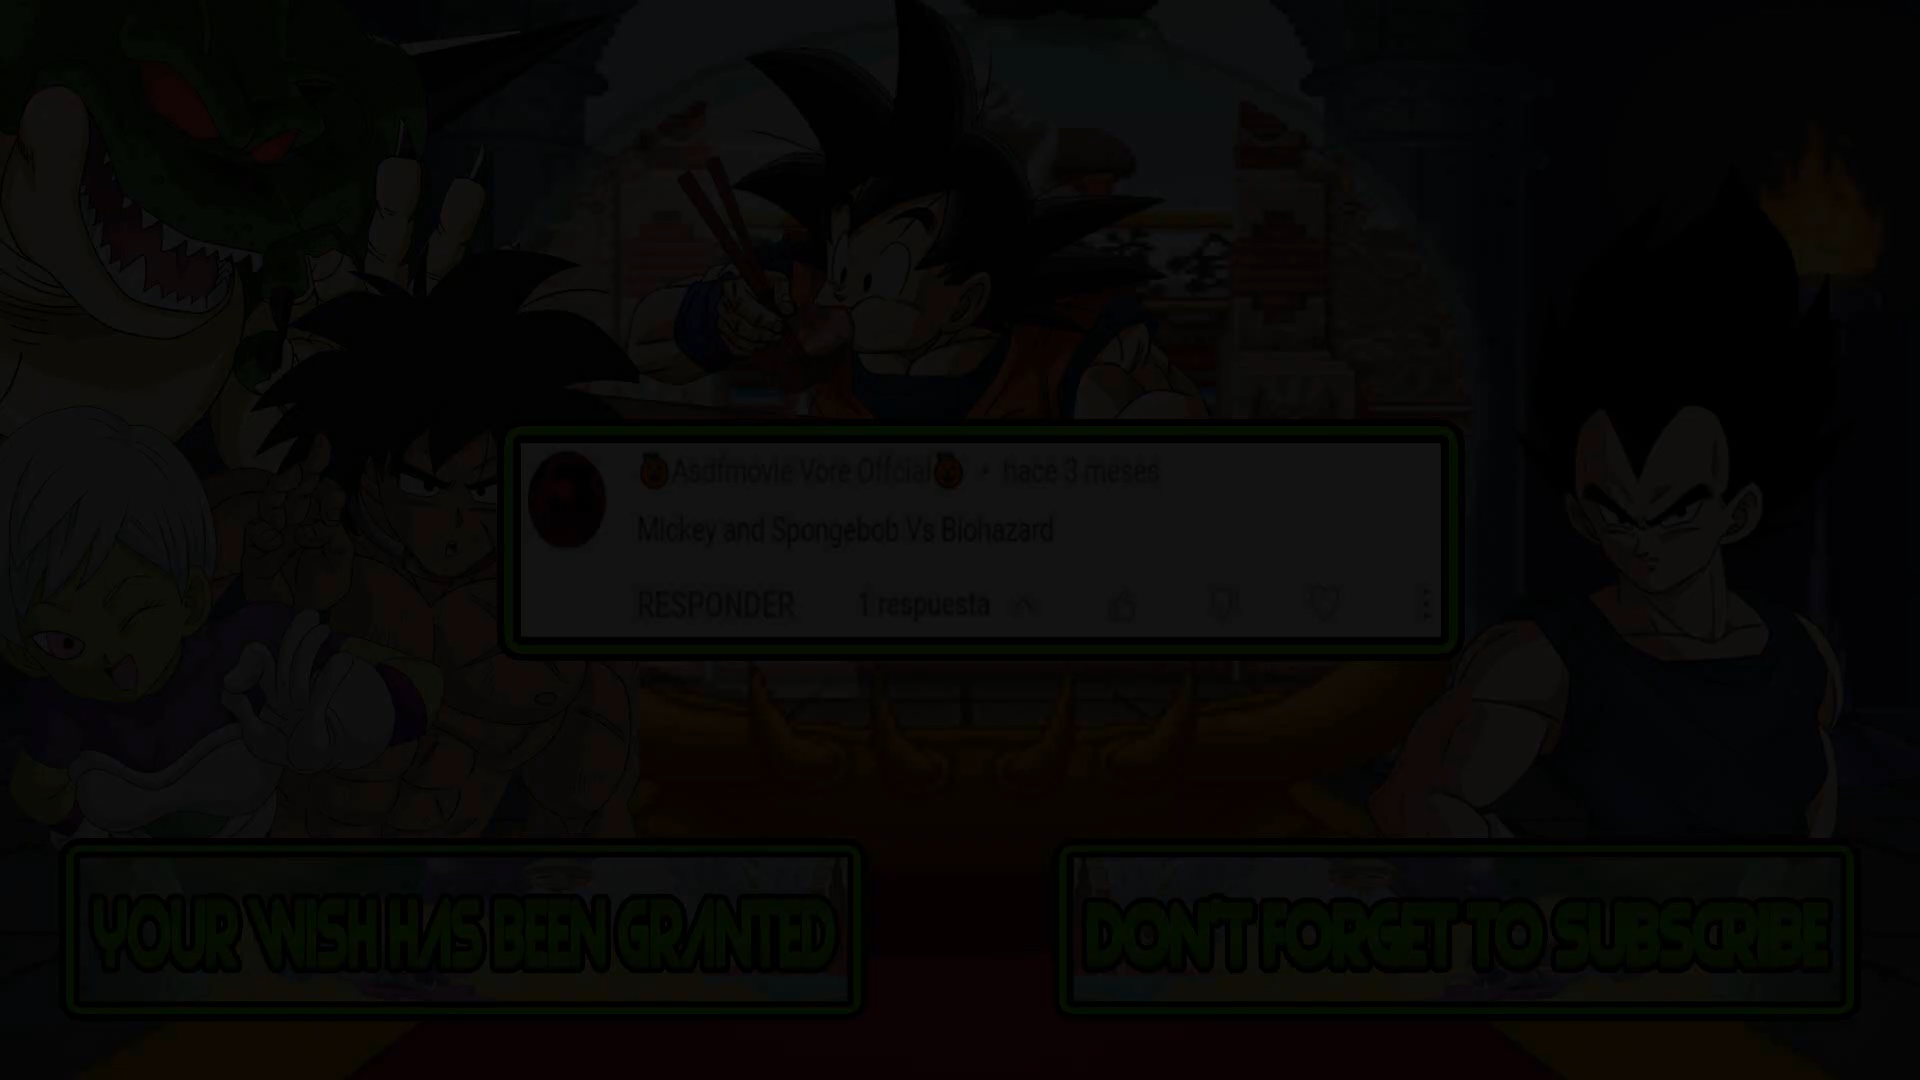 🎃Asdfmovie Vore Offcial🎃 • hace 3 meses
Mickey and Spongebob Vs Biohazard
RESPONDER 1 respuesta
YOUR WISH HAS BEEN GRANTED
DON'T FORGET TO SUBSCRIBE